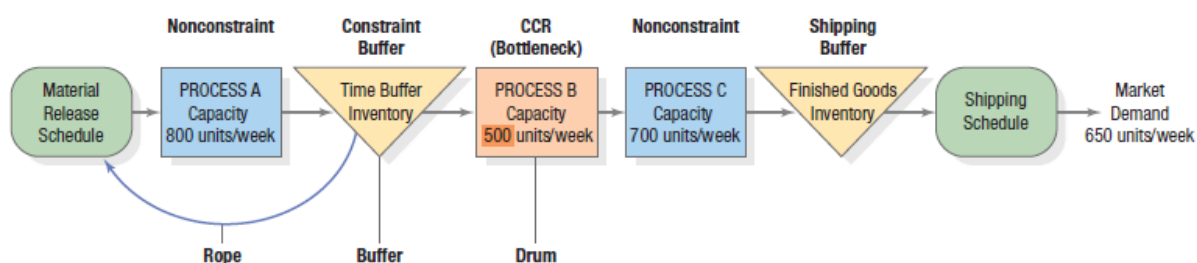 Nonconstraint
Constraint
Buffer
CCR
(Bottleneck)
Nonconstraint
Shipping
Buffer
Material
Release
Schedule
PROCESS A
Capacity
800 units/week
Time Buffer
Inventory
PROCESS B
Capacity
500 units/week
PROCESS C
Capacity
700 units/week
Finished Goods
Inventory
Shipping
Schedule
Market
Demand
650 units/week
Rope
Buffer
Drum